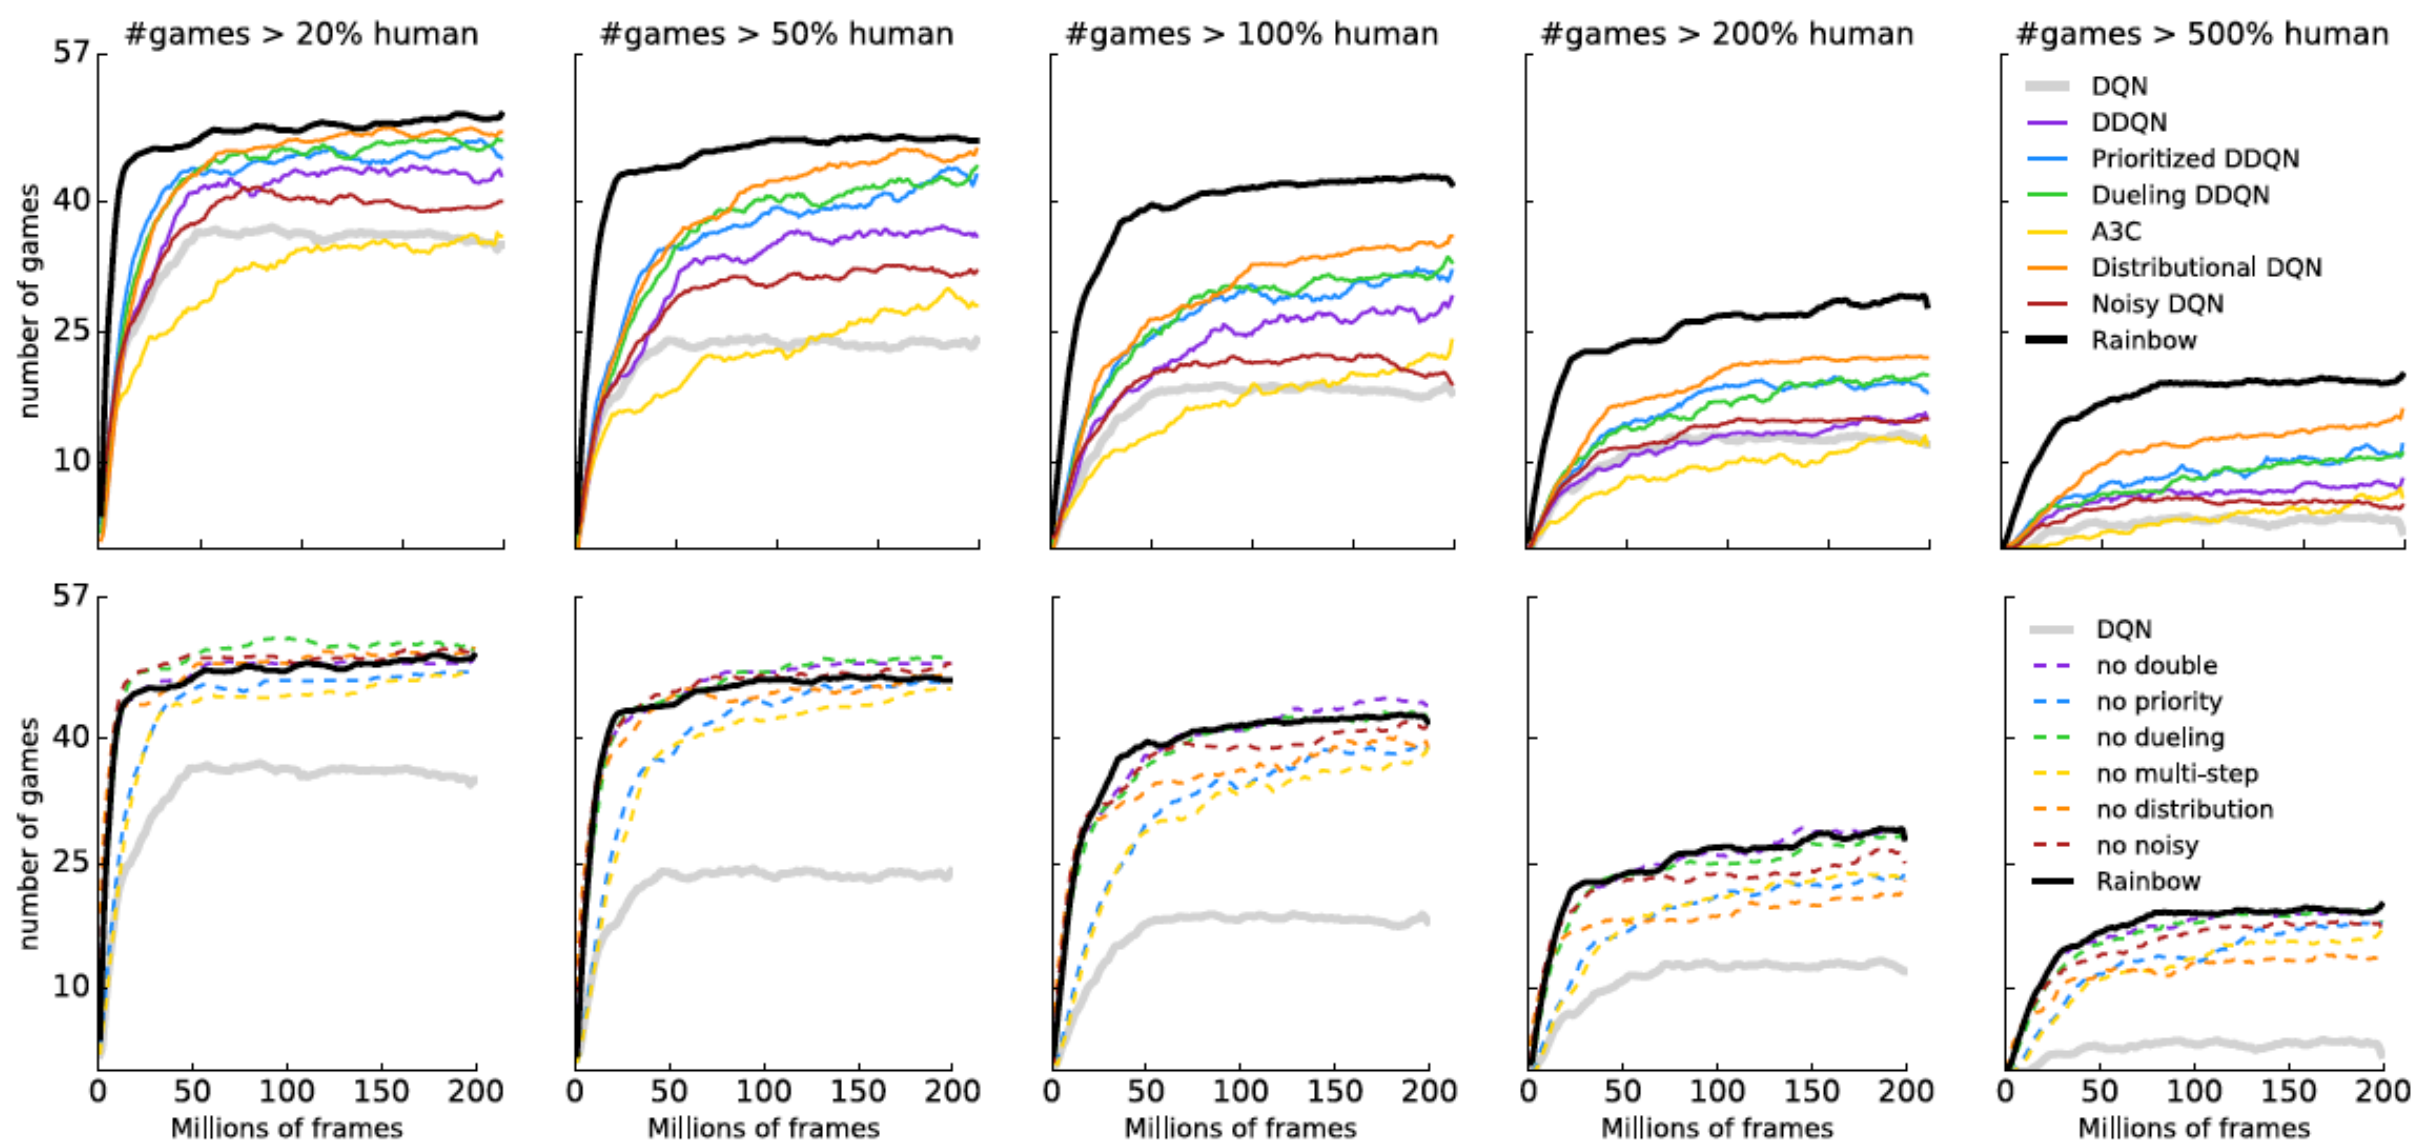 #games > 20% human
#games > 50% human
#games > 100% human
#games > 200% human
#games > 500% human
57
40
25
10
number of games
DQN
DDQN
Prioritized DDQN
Dueling DDQN
A3C
Distributional DQN
Noisy DQN
Rainbow
57
40
25
10
number of games
DQN
no double
no priority
no dueling
no multi-step
no distribution
no noisy
Rainbow
0 50 100 150 200
0 50 100 150 200
0 50 100 150 200
0 50 100 150 200
0 50 100 150 200
Millions of frames
Millions of frames
Millions of frames
Millions of frames
Millions of frames